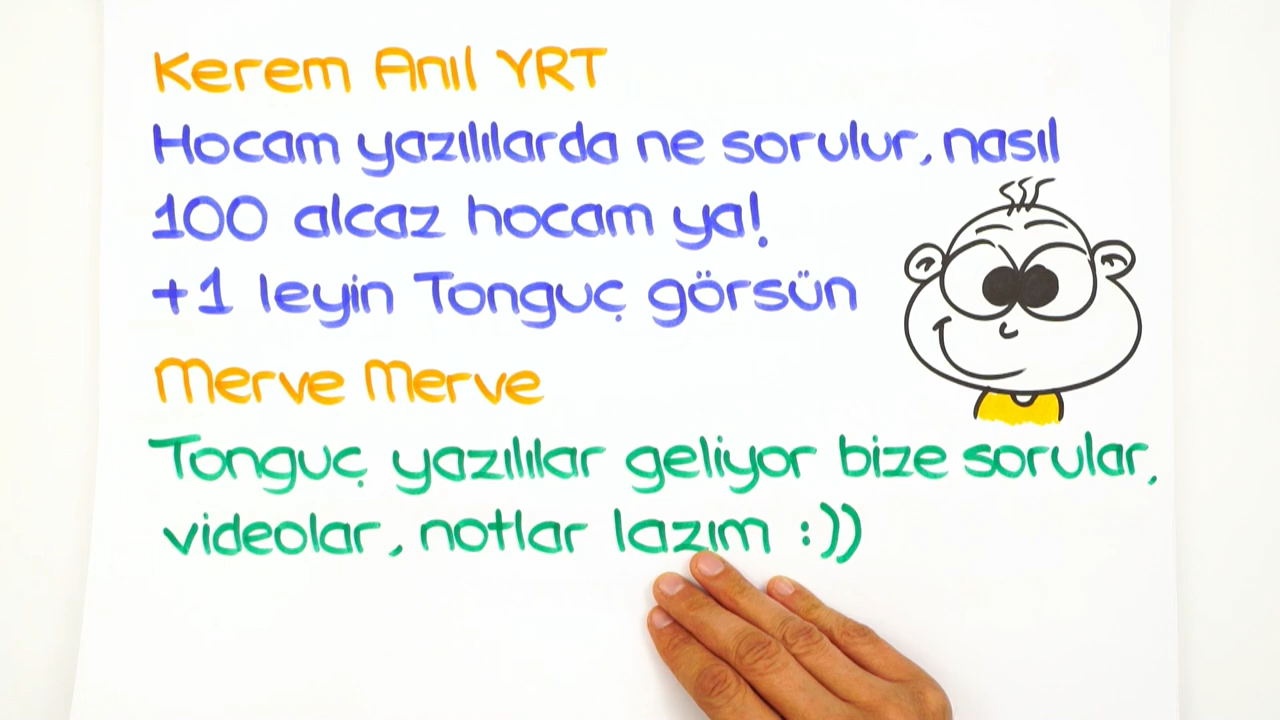 Kerem Anıl YRT
Hocam yazılılarda ne sorulur, nasıl
100 alcaz hocam ya!
+1 leyin Tonguç görsün
Merve Merve
Tonguç yazılılar geliyor bize sorular,
videolar, notlar lazım :))